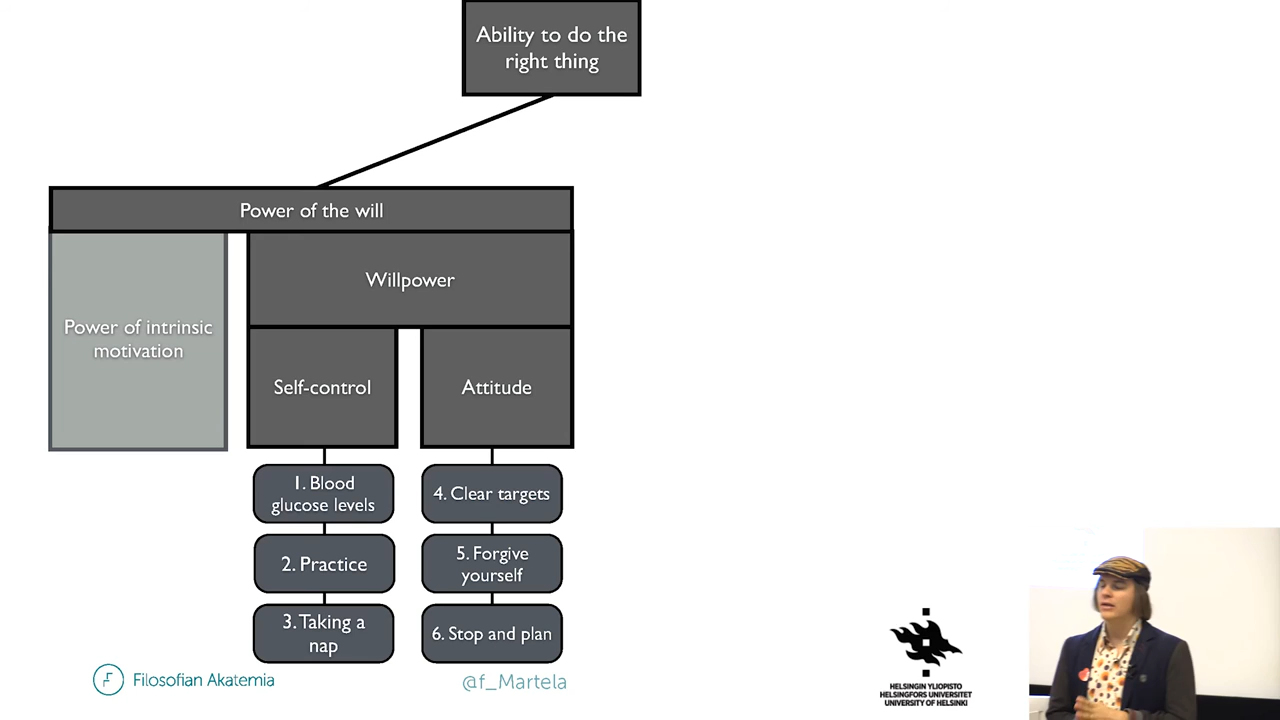 Ability to do the
right thing
Power of the will
Power of intrinsic
motivation
Willpower
Self-control
Attitude
1. Blood
glucose levels
2. Practice
3. Taking a
nap
4. Clear targets
5. Forgive
yourself
6. Stop and plan
Filosofian Akatemia
@f_Martela
HELSINGIN YLIOPISTO
HELSINGFORS UNIVERSITET
UNIVERSITY OF HELSINKI